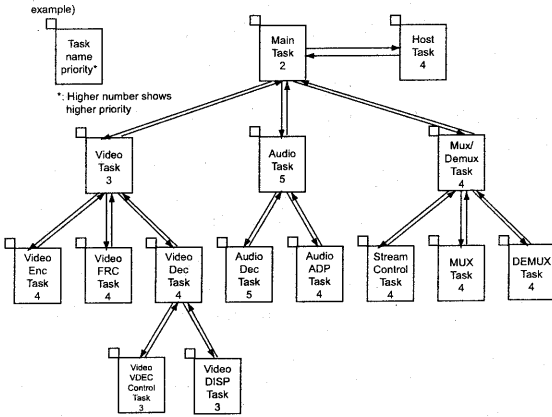 example)
Task
name
priority*
*: Higher number shows
higher priority
Main
Task
2
Host
Task
4
Video
Task
3
Audio
Task
5
Mux/
Demux
Task
4
Video
Enc
Task
4
Video
FRC
Task
4
Video
Dec
Task
4
Audio
Dec
Task
5
Audio
ADP
Task
4
Stream
Control
Task
4
MUX
Task
4
DEMUX
Task
4
Video
VDEC
Control
Task
3
Video
DISP
Task
3